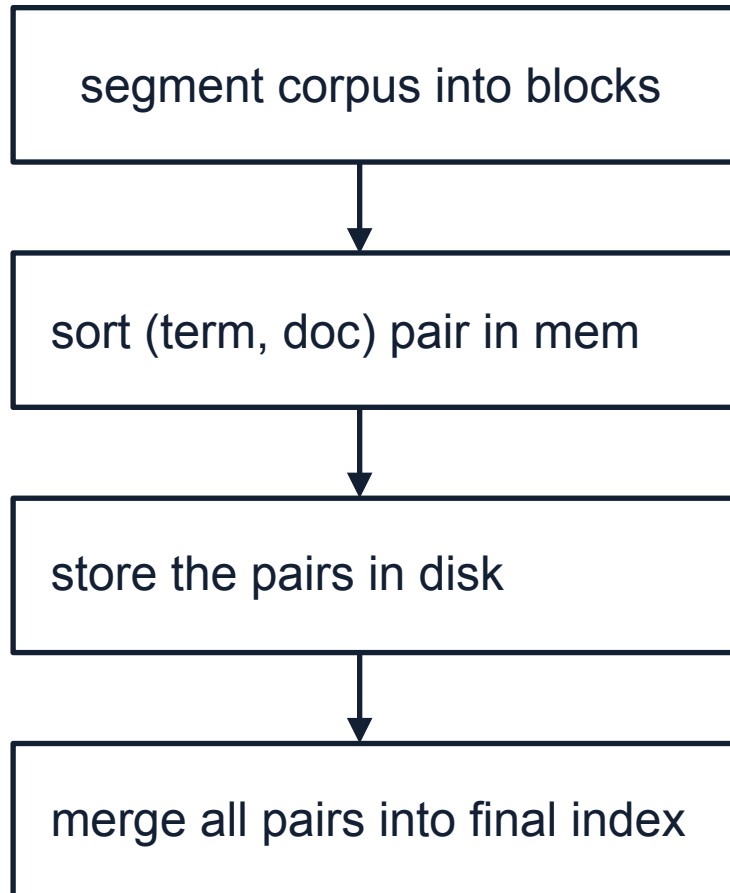 segment corpus into blocks
sort (term, doc) pair in mem
store the pairs in disk
merge all pairs into final index